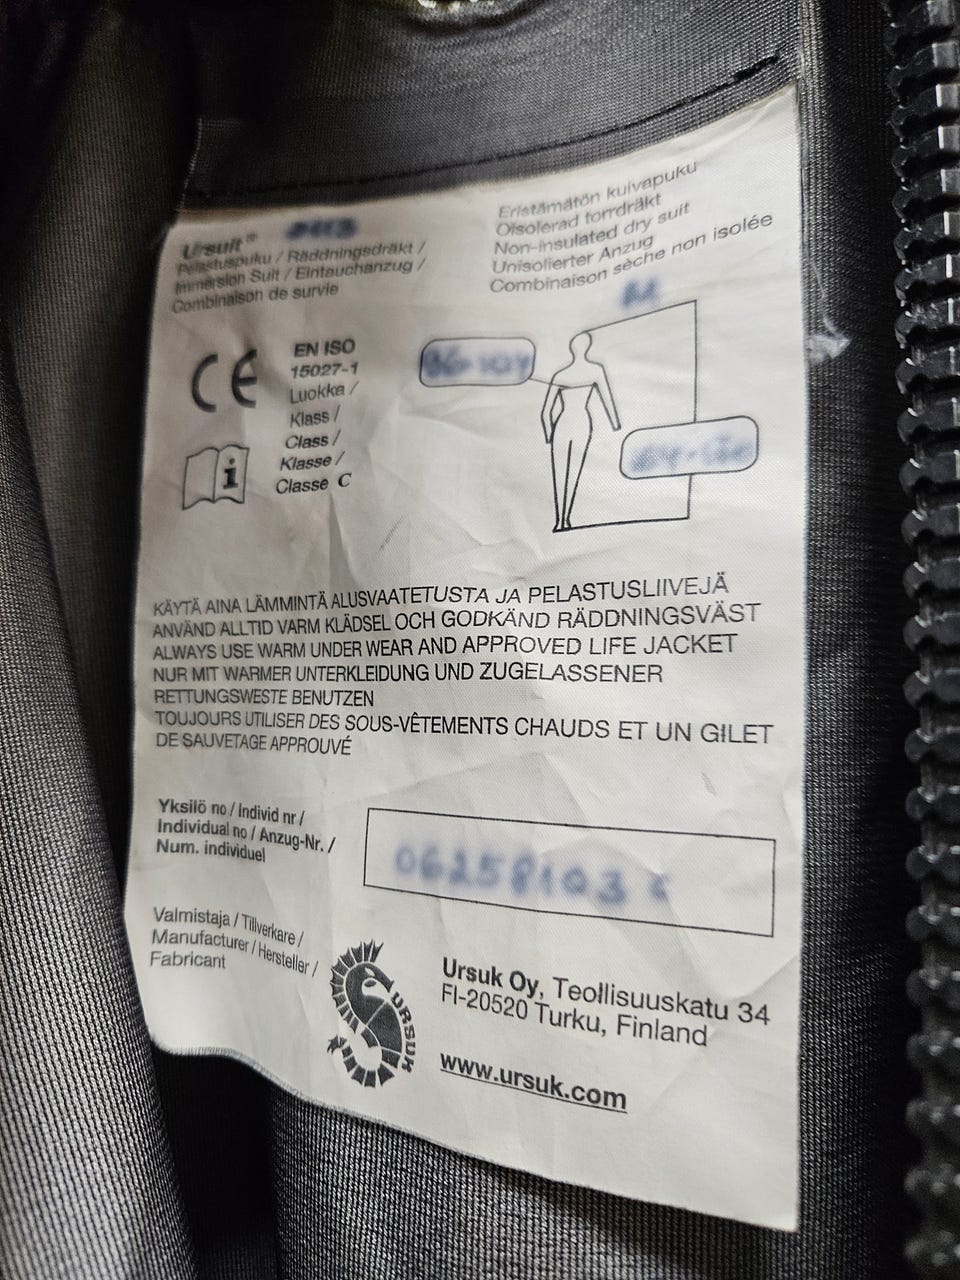 Ursuit®
Pelastuspuku / Räddningsdräkt /
Immersion Suit / Eintauchanzug /
Combinaison de survie
Eristämätön kuivapuku
Oisolerad torrdräkt
Non-insulated dry suit
Unisolierter Anzug
Combinaison sèche non isolée
M
CE
EN ISO
15027-1
Luokka /
Klass /
Class /
Klasse /
Classe C
i
KÄYTÄ AINA LÄMMINTÄ ALUSVAATETUSTA JA PELASTUSLIIVEJÄ
ANVÄND ALLTID VARM KLÄDSEL OCH GODKÄND RÄDDNINGSVÄST
ALWAYS USE WARM UNDER WEAR AND APPROVED LIFE JACKET
NUR MIT WARMER UNTERKLEIDUNG UND ZUGELASSENER
RETTUNGSWESTE BENUTZEN
TOUJOURS UTILISER DES SOUS-VÊTEMENTS CHAUDS ET UN GILET
DE SAUVETAGE APPROUVÉ
Yksilö no / Individ nr /
Individual no / Anzug-Nr. /
Num. individuel
06258103
Valmistaja / Tillverkare /
Manufacturer / Hersteller /
Fabricant
URSUK
Ursuk Oy, Teollisuuskatu 34
FI-20520 Turku, Finland
www.ursuk.com